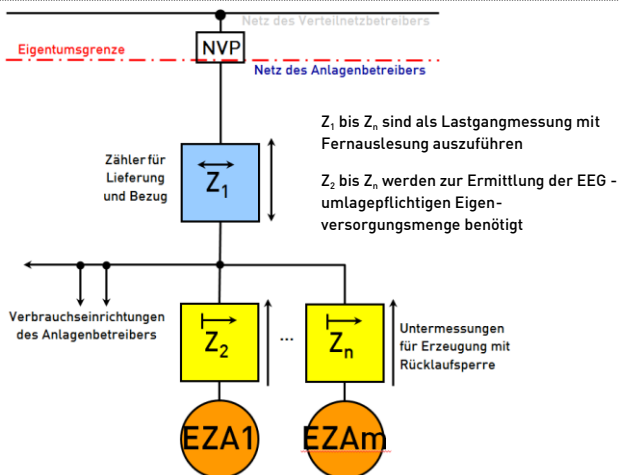 Netz des Verteilnetzbetreibers
NVP
Eigentumsgrenze
Netz des Anlagenbetreibers
Z1 bis Zn sind als Lastgangmessung mit
Fernauslesung auszuführen
Zähler für
Lieferung
und Bezug
Z1
Z2 bis Zn werden zur Ermittlung der EEG -
umlagepflichtigen Eigen-
versorgungsmenge benötigt
Verbrauchseinrichtungen
des Anlagenbetreibers
Z2
...
Zn
Untermessungen
für Erzeugung mit
Rücklaufsperre
EZA1
EZAm